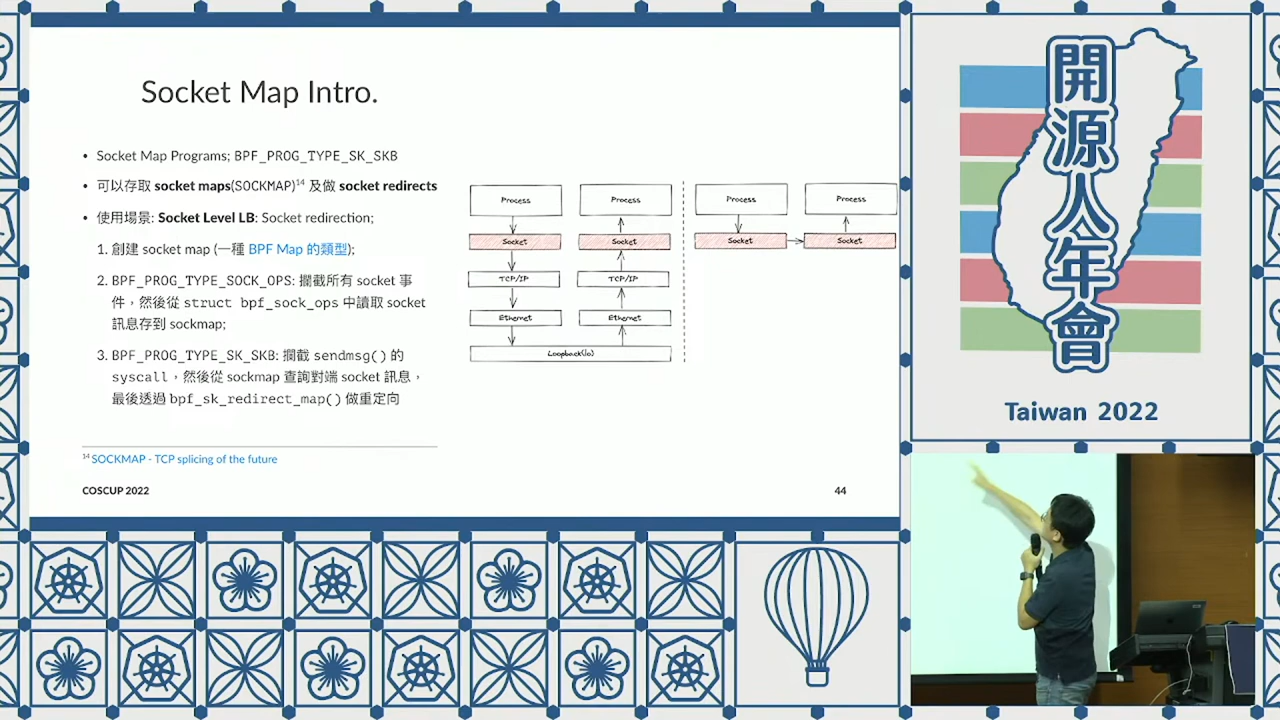 Socket Map Intro.
• Socket Map Programs; BPF_PROG_TYPE_SK_SKB
• 可以存取 socket maps(SOCKMAP)14 及做 socket redirects
• 使用場景: Socket Level LB: Socket redirection;
1. 創建 socket map (一種 BPF Map 的類型);
2. BPF_PROG_TYPE_SOCK_OPS: 攔截所有 socket 事
件，然後從 struct bpf_sock_ops 中讀取 socket
訊息存到 sockmap;
3. BPF_PROG_TYPE_SK_SKB: 攔截 sendmsg() 的
syscall，然後從 sockmap 查詢對端 socket 訊息，
最後透過 bpf_sk_redirect_map() 做重定向
Process Process Process Process
Socket Socket Socket Socket
TCP/IP TCP/IP
Ethernet Ethernet
Loopback(lo)
14 SOCKMAP - TCP splicing of the future
COSCUP 2022
44
開源人年會
Taiwan 2022